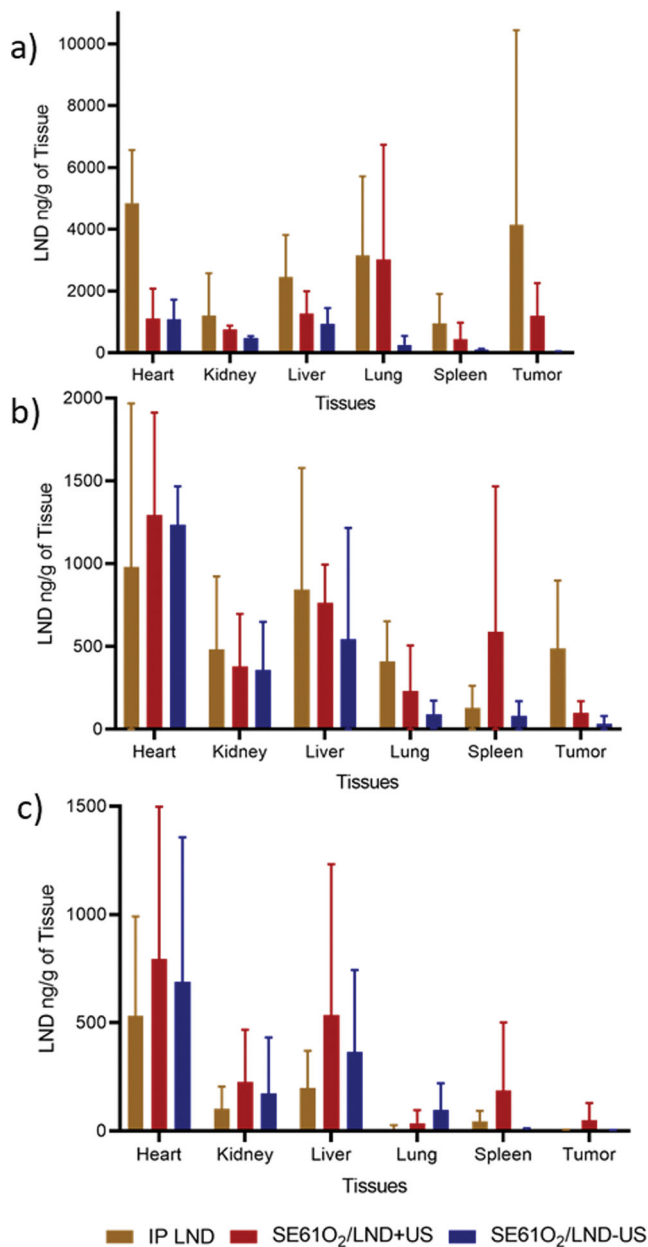 a)
10000
8000
6000
4000
2000
0
LND ng/g of Tissue
Heart Kidney Liver Lung Spleen Tumor
Tissues
b)
2000
1500
1000
500
0
LND ng/g of Tissue
Heart Kidney Liver Lung Spleen Tumor
Tissues
c)
1500
1000
500
0
LND ng/g of Tissue
Heart Kidney Liver Lung Spleen Tumor
Tissues
IP LND SE61O₂/LND+US SE61O₂/LND-US